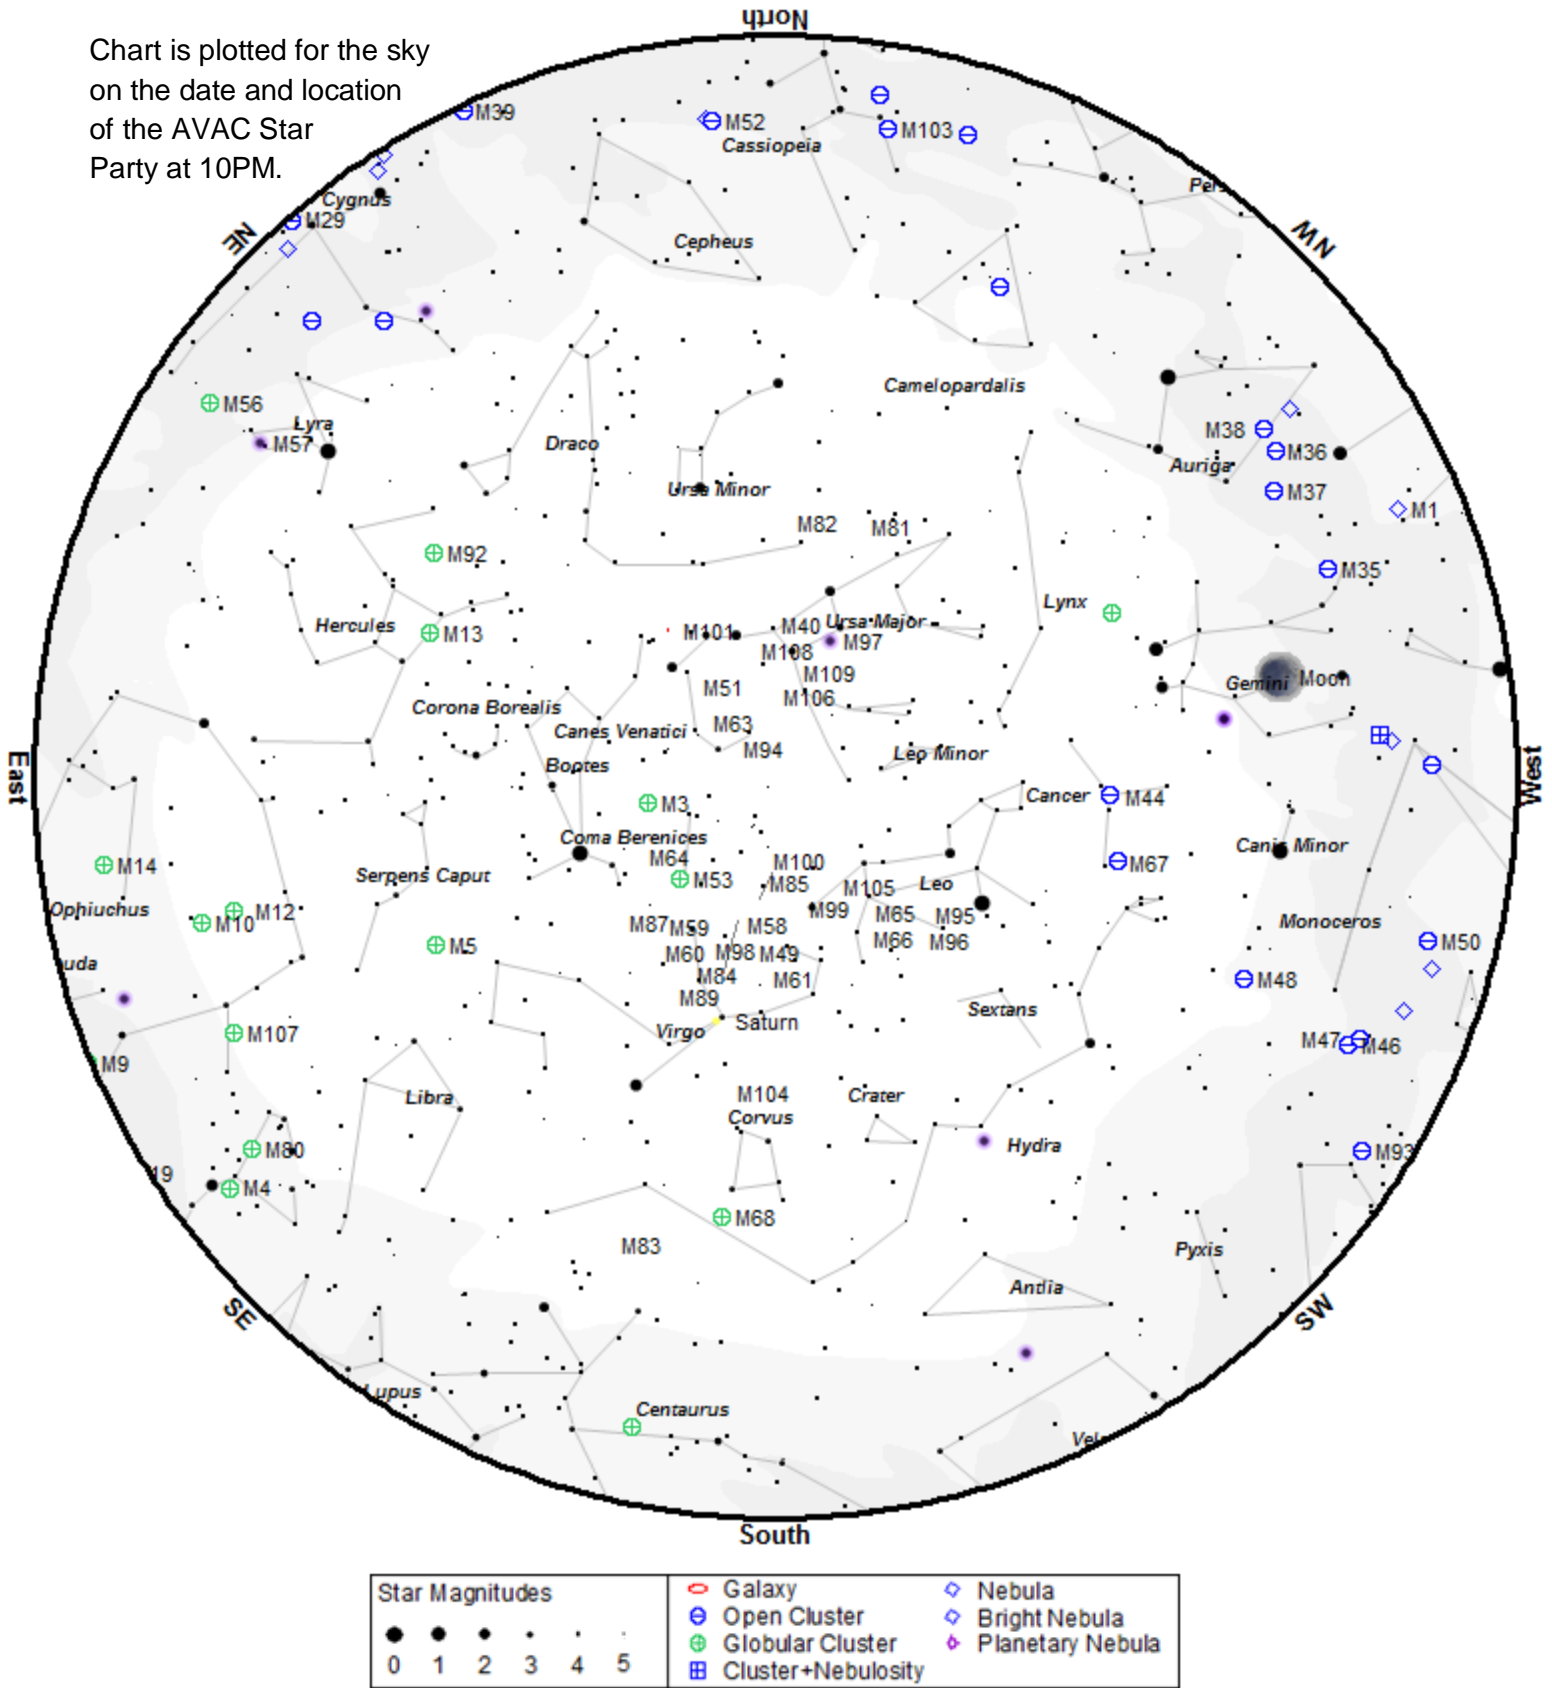 North
Chart is plotted for the sky
on the date and location
of the AVAC Star
Party at 10PM.
M39
M52
M103
Cassiopeia
Pers
Cygnus
M29
NE
NW
Cepheus
Camelopardalis
M56
Lyra
M57
Draco
M38
M36
Auriga
Ursa Minor
M37
M1
M82
M81
M92
M35
Lynx
Hercules
M13
M101
M40
Ursa Major
M97
M108
M109
M51
M106
Gemini
Moon
Corona Borealis
Canes Venatici
M63
M94
Leo Minor
Bootes
East
West
M3
Cancer
M44
Coma Berenices
Canis Minor
M64
M100
M67
M14
Serpens Caput
M53
M85
M105
Leo
Ophiuchus
M12
M10
M99
M65
M95
Monoceros
M87
M59
M58
M66
M96
M50
M5
M60
M98
M49
uda
M84
M61
M48
M89
Sextans
Virgo
Saturn
M107
M47
M46
M9
Libra
M104
Crater
Corvus
Hydra
M80
M93
19
M4
M68
M83
Pyxis
Antlia
SE
SW
Lupus
Centaurus
Vel
South
Star Magnitudes
0 1 2 3 4 5
Galaxy
Open Cluster
Globular Cluster
Cluster+Nebulosity
Nebula
Bright Nebula
Planetary Nebula